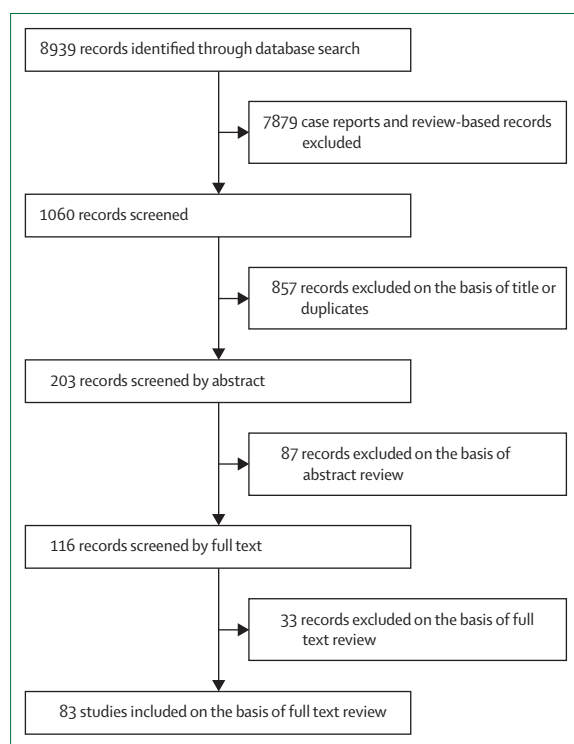 8939 records identified through database search
7879 case reports and review-based records
excluded
1060 records screened
857 records excluded on the basis of title or
duplicates
203 records screened by abstract
87 records excluded on the basis of
abstract review
116 records screened by full text
33 records excluded on the basis of full
text review
83 studies included on the basis of full text review